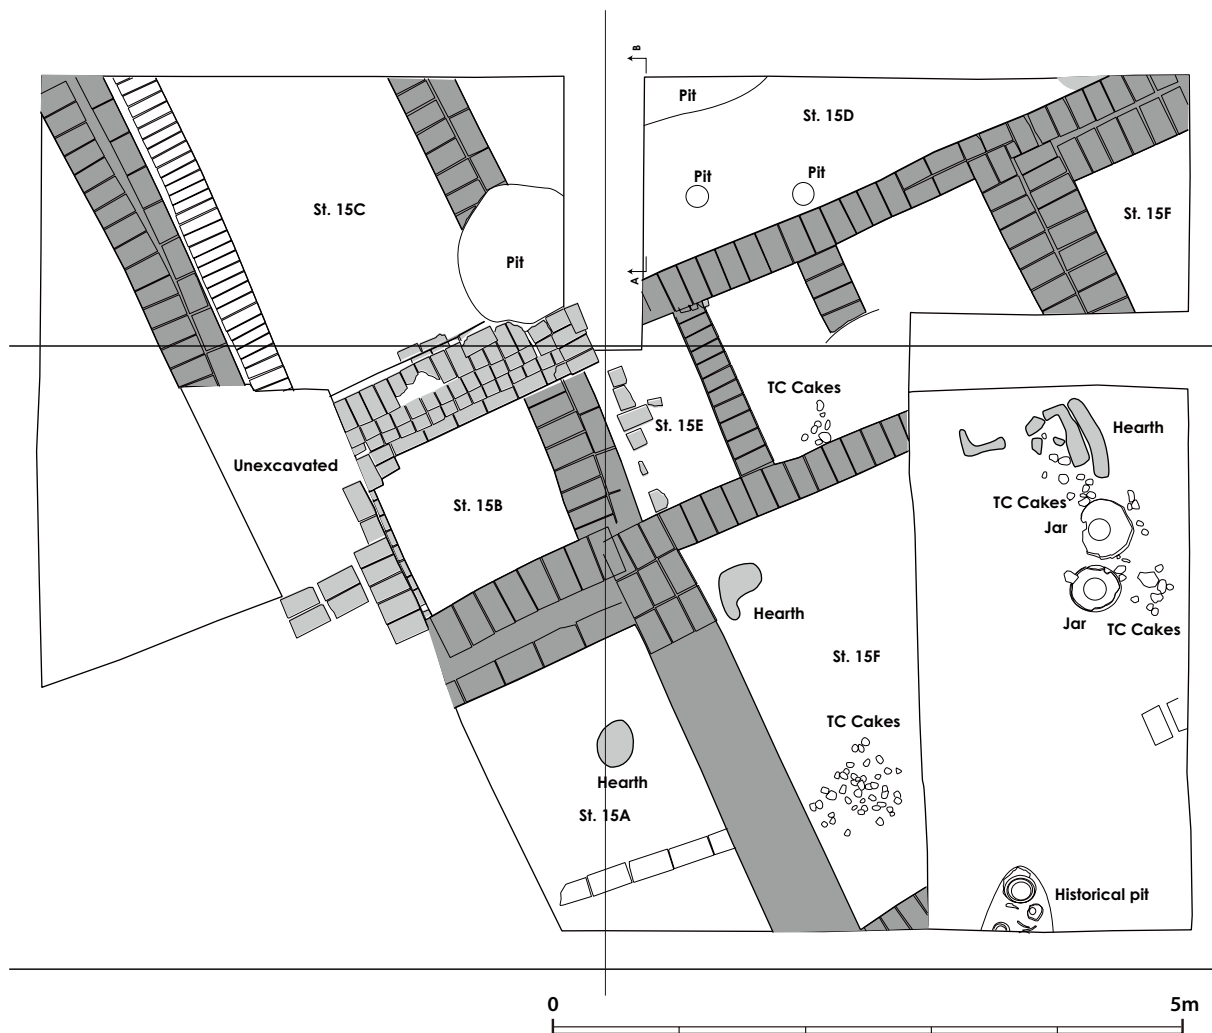 B
Pit
St. 15D
Pit
Pit
St. 15C
St. 15F
Pit
A
TC Cakes
Hearth
St. 15E
Unexcavated
St. 15B
TC Cakes
Jar
Hearth
Jar
TC Cakes
St. 15F
TC Cakes
Hearth
St. 15A
Historical pit
0
5m